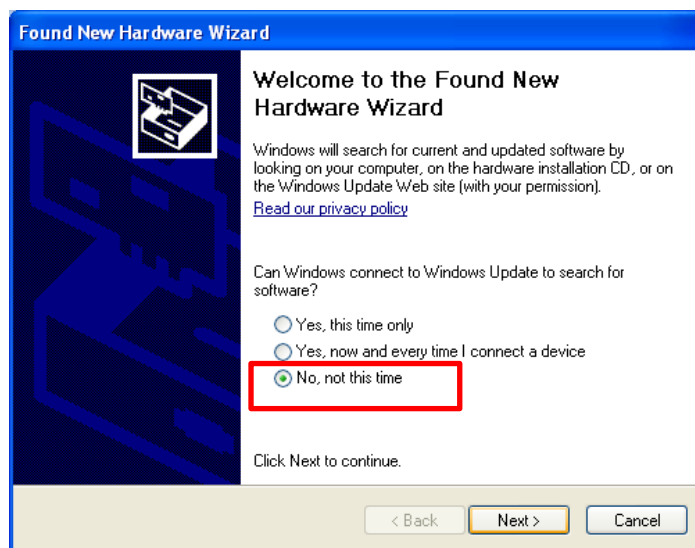 Found New Hardware Wizard
Welcome to the Found New
Hardware Wizard
Windows will search for current and updated software by
looking on your computer, on the hardware installation CD, or on
the Windows Update Web site (with your permission).
Read our privacy policy
Can Windows connect to Windows Update to search for
software?
Yes, this time only
Yes, now and every time I connect a device
No, not this time
Click Next to continue.
< Back Next > Cancel